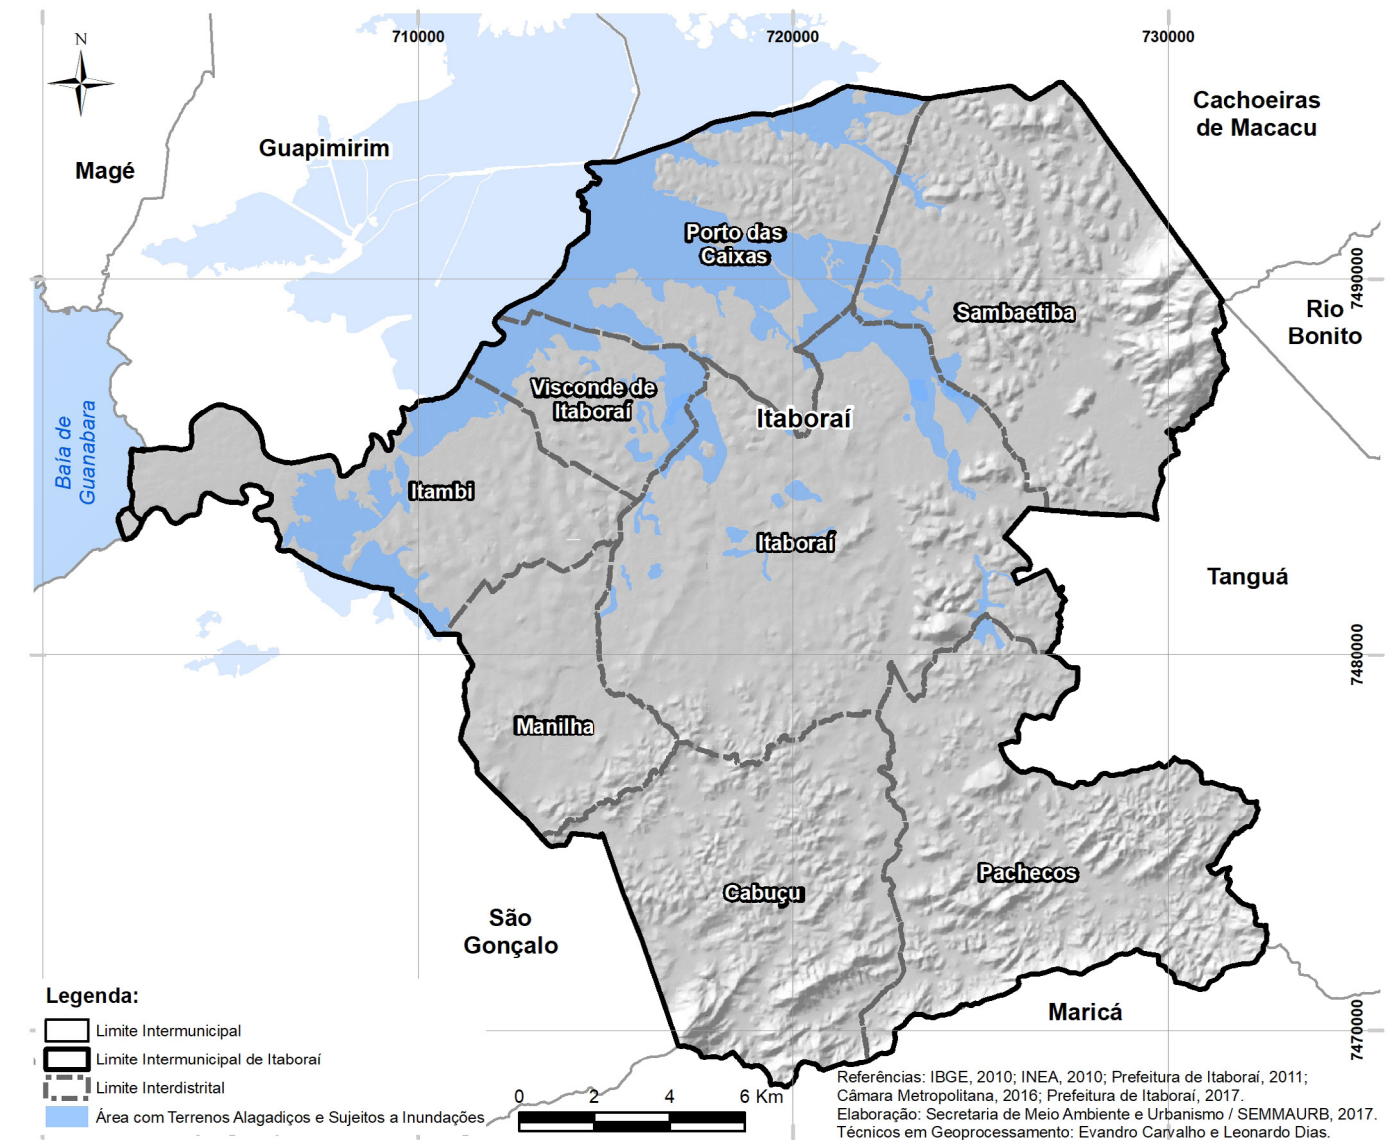 N
710000
720000
730000
Cachoeiras
de Macacu
Guapimirim
Magé
Porto das
Caixas
7490000
Sambaetiba
Rio
Bonito
Visconde de
Itaboraí
Itaboraí
Baía de
Guanabara
Itambi
Itaboraí
Tanguá
7480000
Manilha
Pachecos
Cabuçu
São
Gonçalo
Maricá
7470000
Legenda:
Limite Intermunicipal
Limite Intermunicipal de Itaboraí
Limite Interdistrital
Área com Terrenos Alagadiços e Sujeitos a Inundações
0 2 4 6 Km
Referências: IBGE, 2010; INEA, 2010; Prefeitura de Itaboraí, 2011;
Câmara Metropolitana, 2016; Prefeitura de Itaboraí, 2017.
Elaboração: Secretaria de Meio Ambiente e Urbanismo / SEMMAURB, 2017.
Técnicos em Geoprocessamento: Evandro Carvalho e Leonardo Dias.